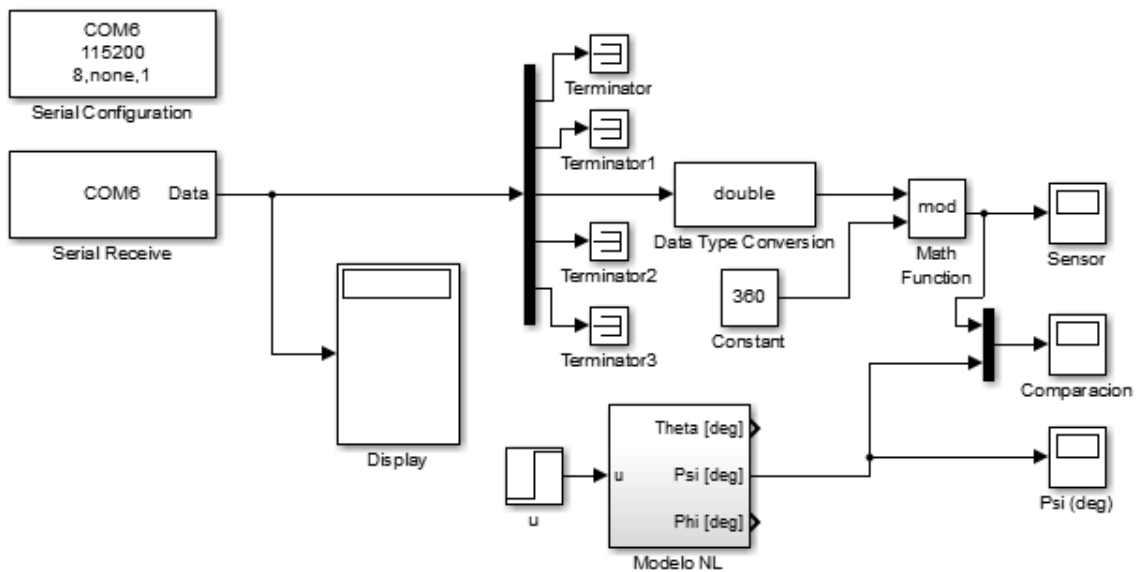 COM6
115200
8,none,1
Serial Configuration
COM6
Data
Serial Receive
Display
Terminator
Terminator1
Terminator2
Terminator3
double
Data Type Conversion
360
Constant
mod
Math
Function
Sensor
Comparacion
Psi (deg)
u
u
Theta [deg]
Psi [deg]
Phi [deg]
Modelo NL